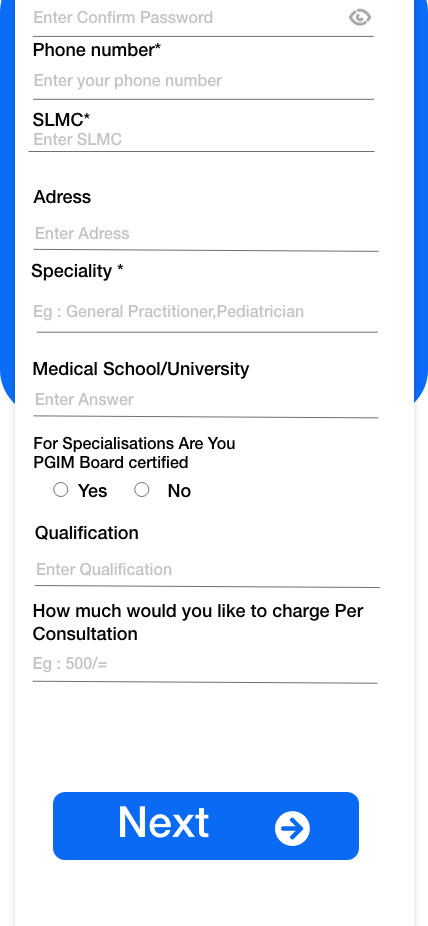 Enter Confirm Password
Phone number*
Enter your phone number
SLMC*
Enter SLMC
Adress
Enter Adress
Speciality *
Eg : General Practitioner,Pediatrician
Medical School/University
Enter Answer
For Specialisations Are You
PGIM Board certified
Yes No
Qualification
Enter Qualification
How much would you like to charge Per
Consultation
Eg : 500/=
Next